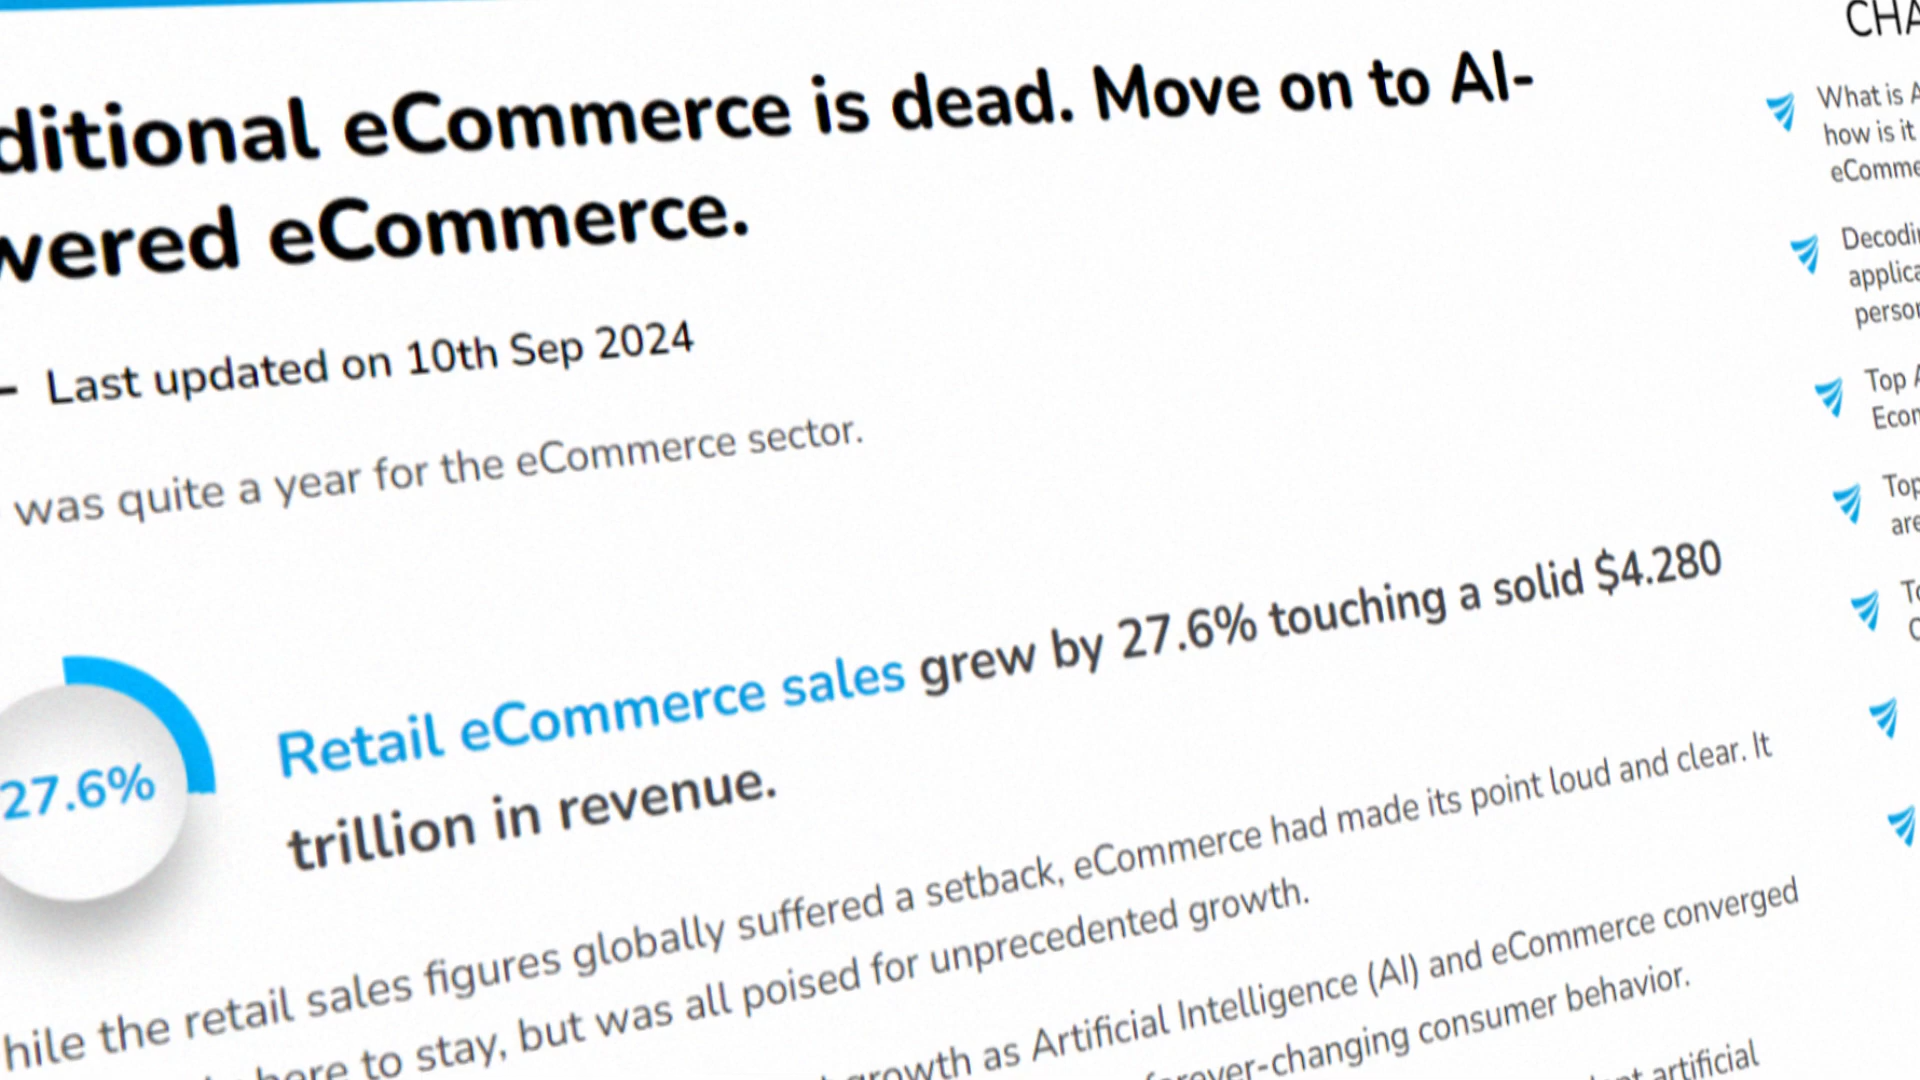 ditional eCommerce is dead. Move on to AI-
wered eCommerce.
– Last updated on 10th Sep 2024
was quite a year for the eCommerce sector.
27.6%
Retail eCommerce sales grew by 27.6% touching a solid $4.280
trillion in revenue.
hile the retail sales figures globally suffered a setback, eCommerce had made its point loud and clear. It
here to stay, but was all poised for unprecedented growth.
growth as Artificial Intelligence (AI) and eCommerce converged
forever-changing consumer behavior.
artificial
CHA
What is A
how is it
eComme
Decodin
applica
person
Top A
Econ
Top
are
To
C